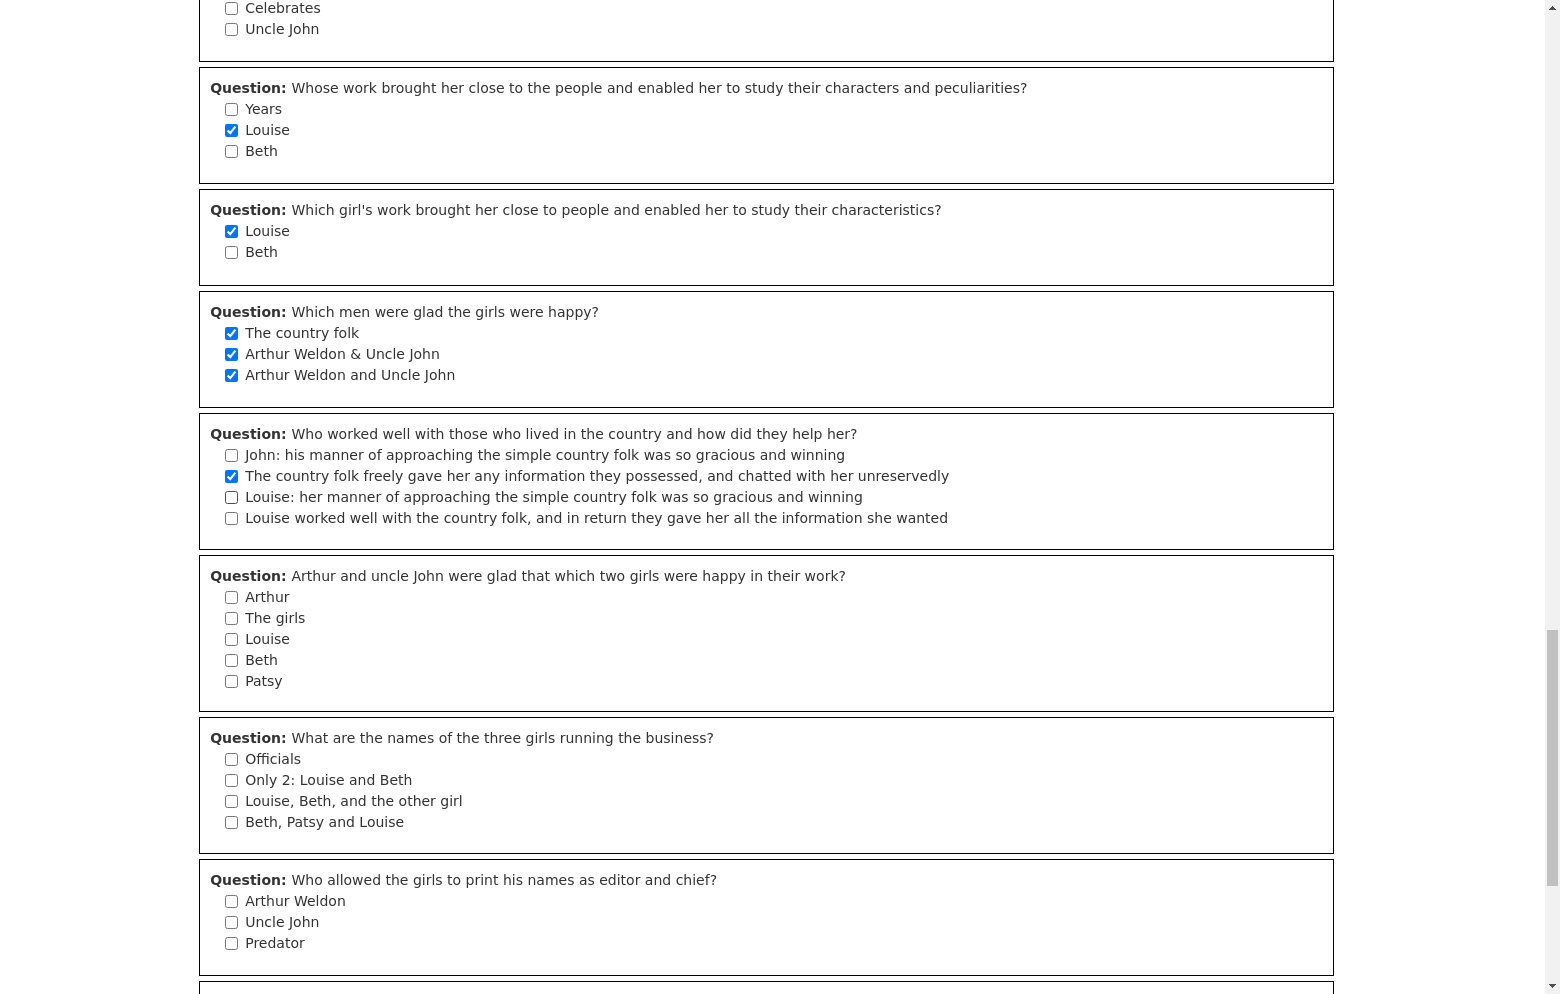 Celebrates
Uncle John
Question: Whose work brought her close to the people and enabled her to study their characters and peculiarities?
Years
Louise
Beth
Question: Which girl's work brought her close to people and enabled her to study their characteristics?
Louise
Beth
Question: Which men were glad the girls were happy?
The country folk
Arthur Weldon & Uncle John
Arthur Weldon and Uncle John
Question: Who worked well with those who lived in the country and how did they help her?
John: his manner of approaching the simple country folk was so gracious and winning
The country folk freely gave her any information they possessed, and chatted with her unreservedly
Louise: her manner of approaching the simple country folk was so gracious and winning
Louise worked well with the country folk, and in return they gave her all the information she wanted
Question: Arthur and uncle John were glad that which two girls were happy in their work?
Arthur
The girls
Louise
Beth
Patsy
Question: What are the names of the three girls running the business?
Officials
Only 2: Louise and Beth
Louise, Beth, and the other girl
Beth, Patsy and Louise
Question: Who allowed the girls to print his names as editor and chief?
Arthur Weldon
Uncle John
Predator